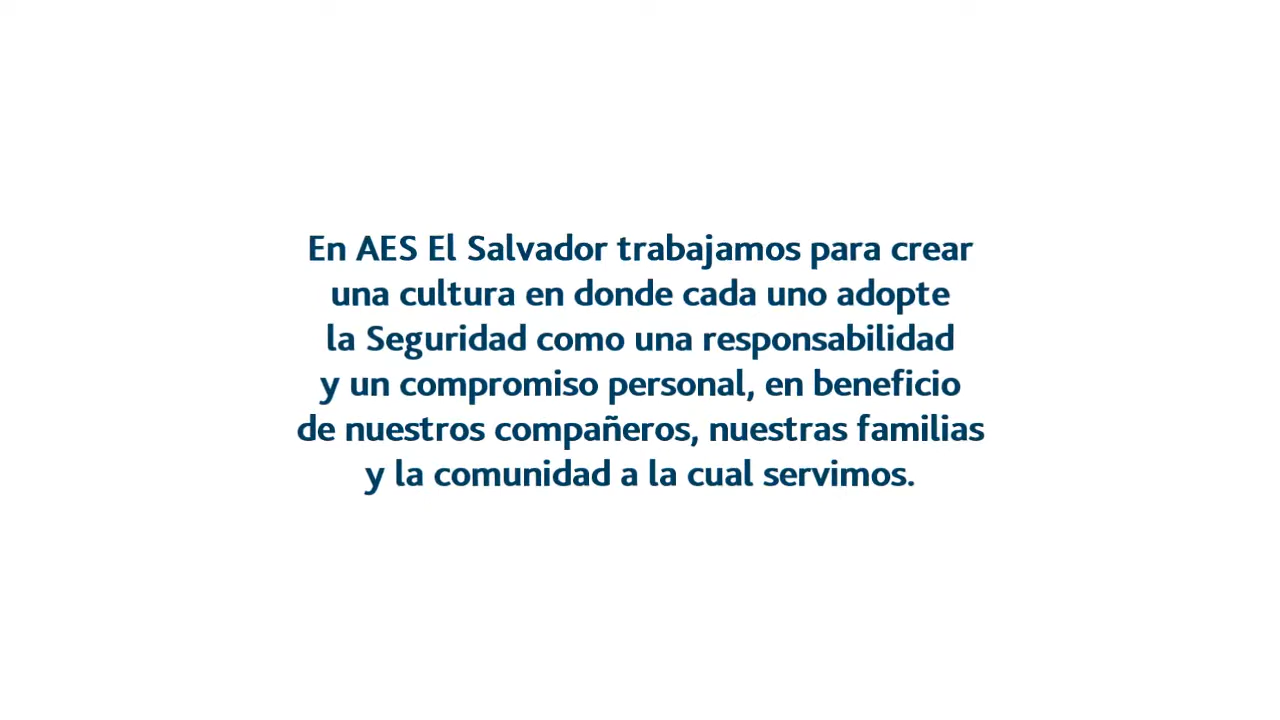 En AES El Salvador trabajamos para crear
una cultura en donde cada uno adopte
la Seguridad como una responsabilidad
y un compromiso personal, en beneficio
de nuestros compañeros, nuestras familias
y la comunidad a la cual servimos.